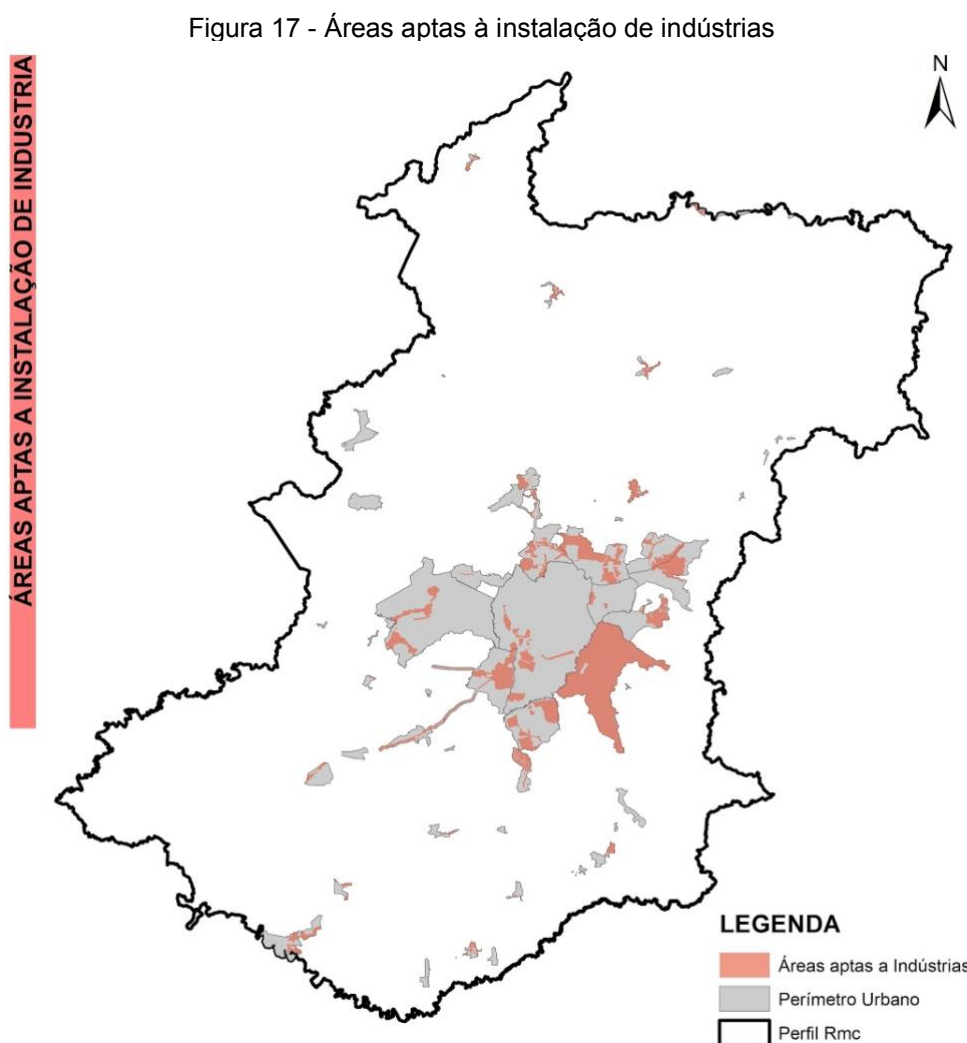 Figura 17 - Áreas aptas à instalação de indústrias
ÁREAS APTAS A INSTALAÇÃO DE INDUSTRIA
N
LEGENDA
Áreas aptas a Indústrias
Perímetro Urbano
Perfil Rmc